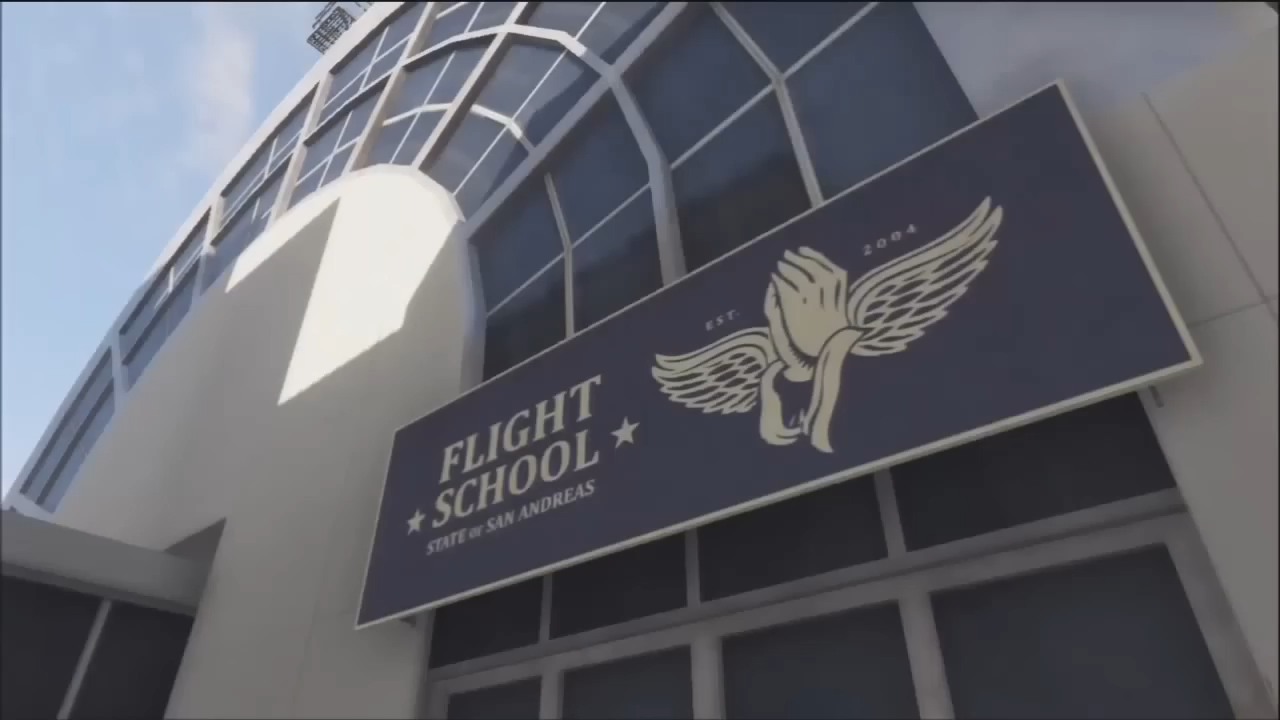 FLIGHT
SCHOOL
STATE OF SAN ANDREAS
EST. 2004